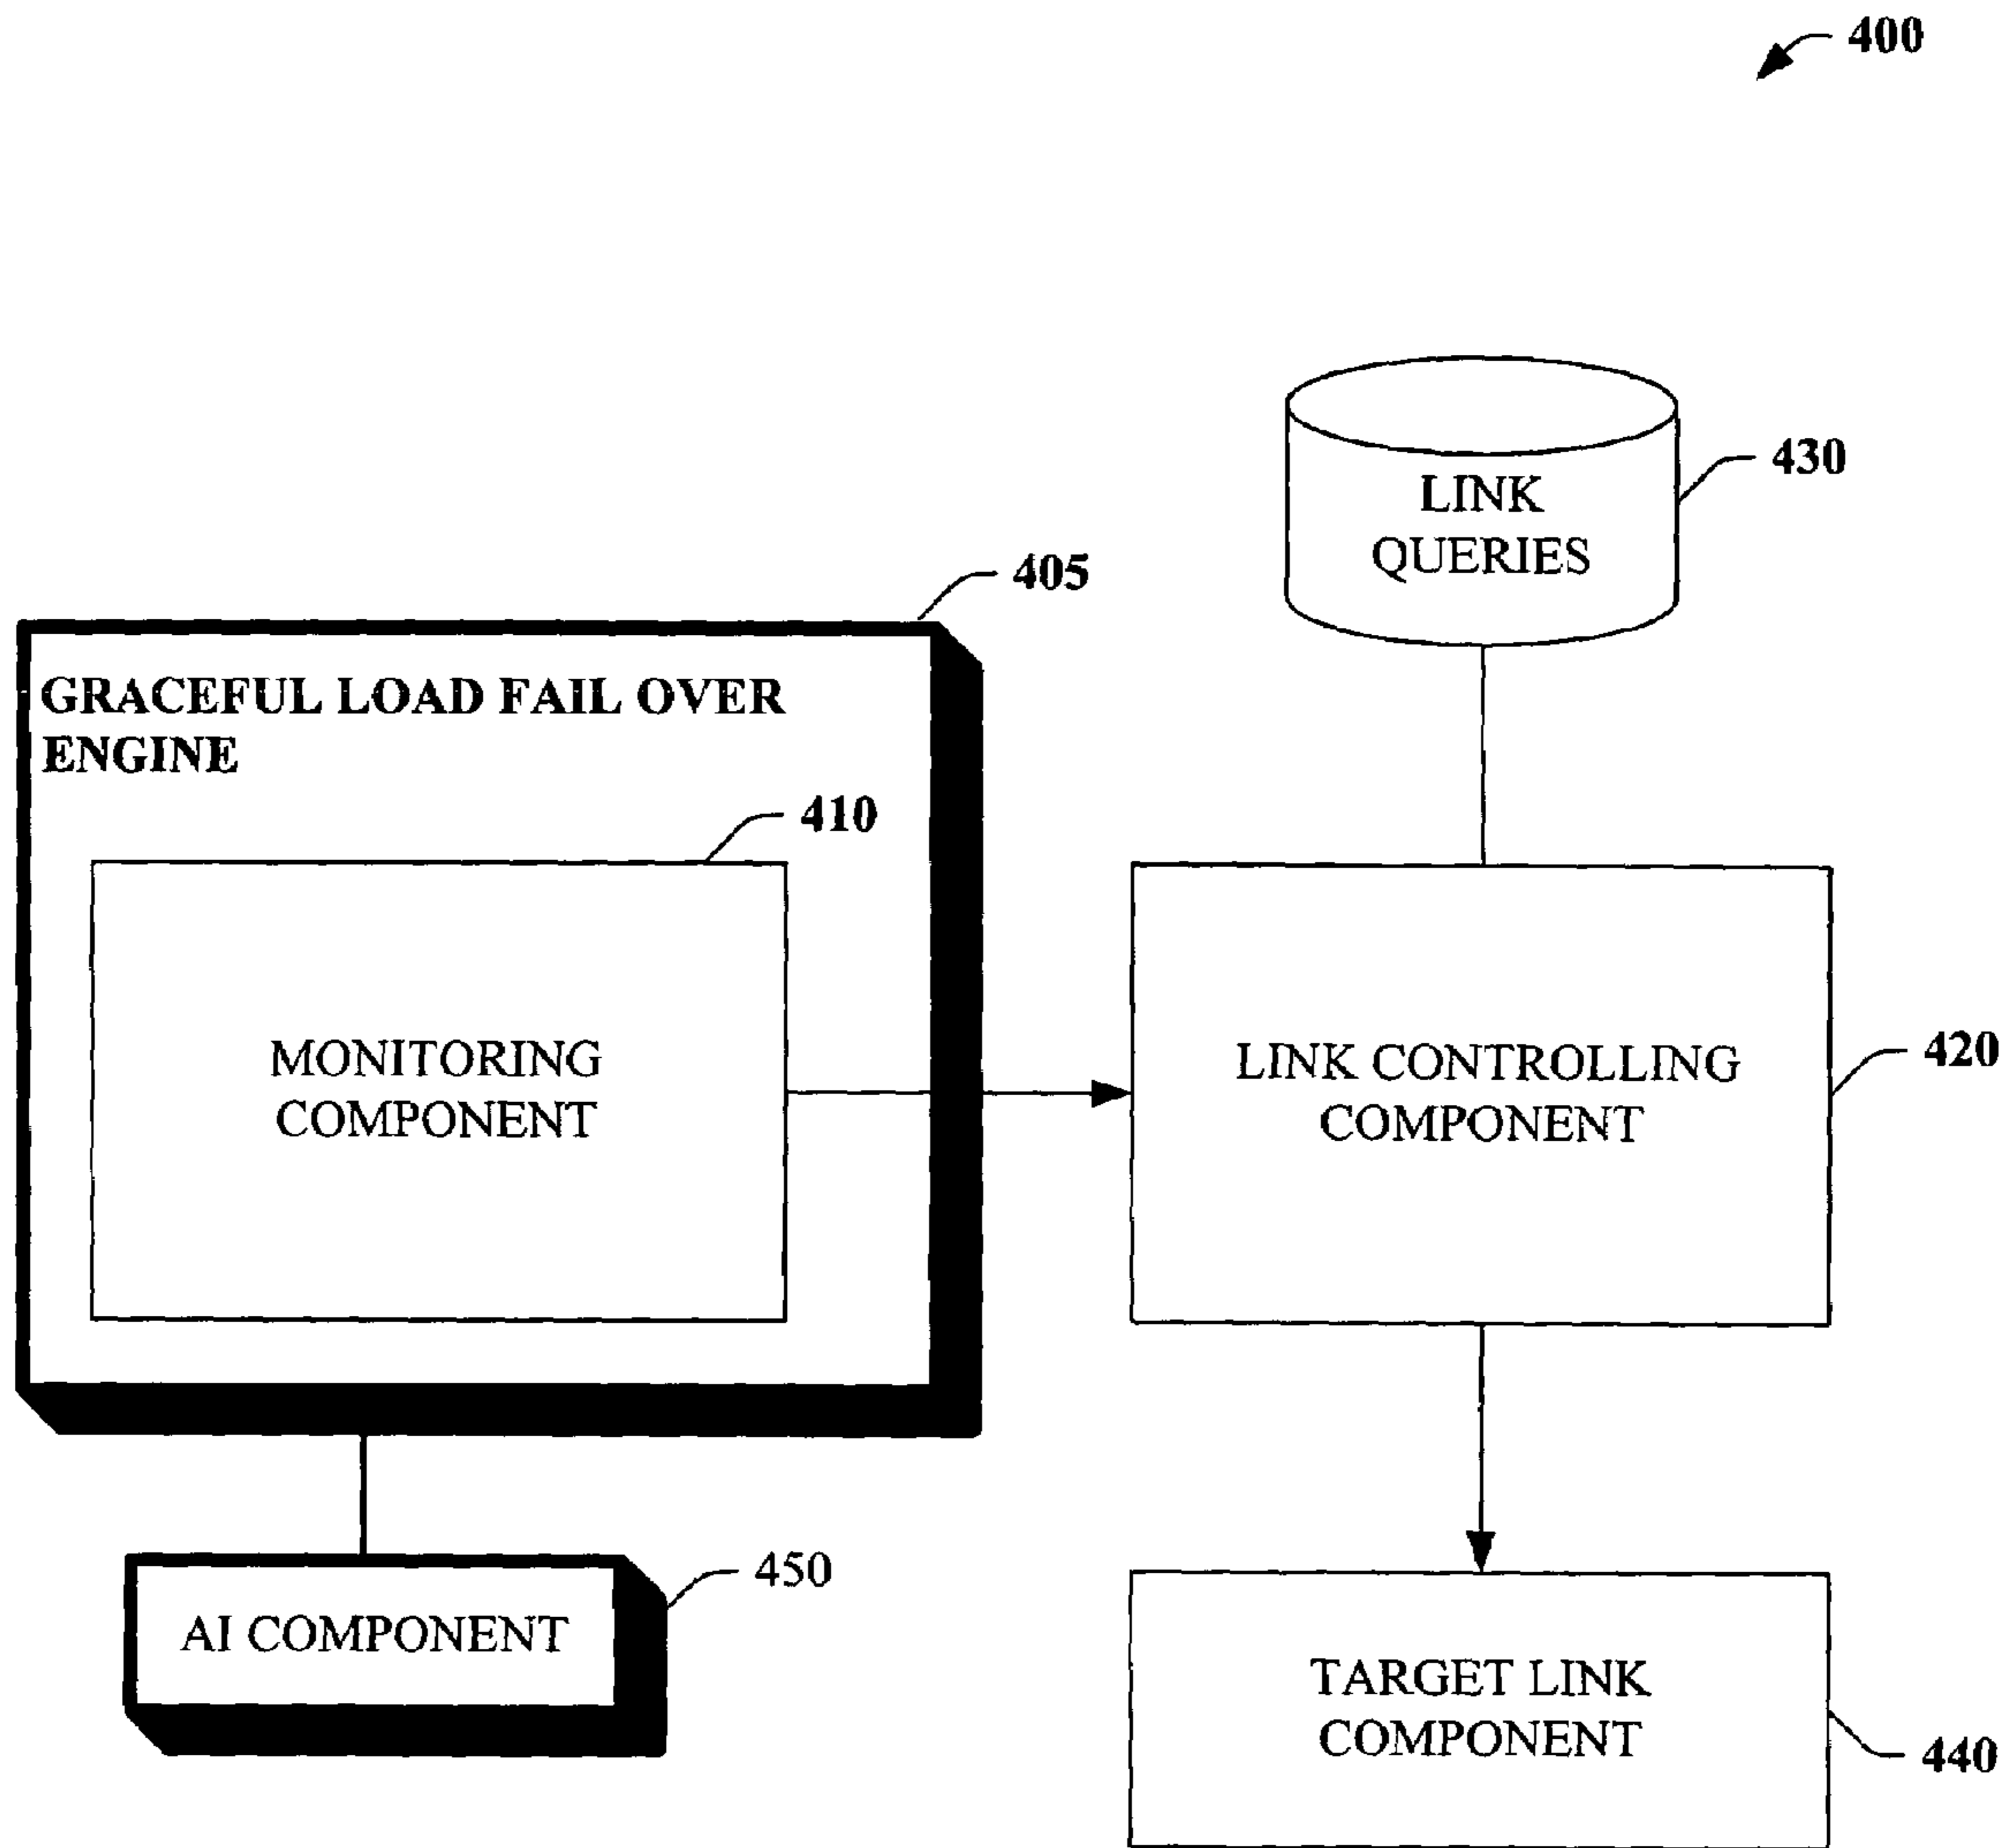 400
430
LINK
QUERIES
405
GRACEFUL LOAD FAIL OVER
ENGINE
410
MONITORING
COMPONENT
LINK CONTROLLING
COMPONENT
420
450
AI COMPONENT
TARGET LINK
COMPONENT
440